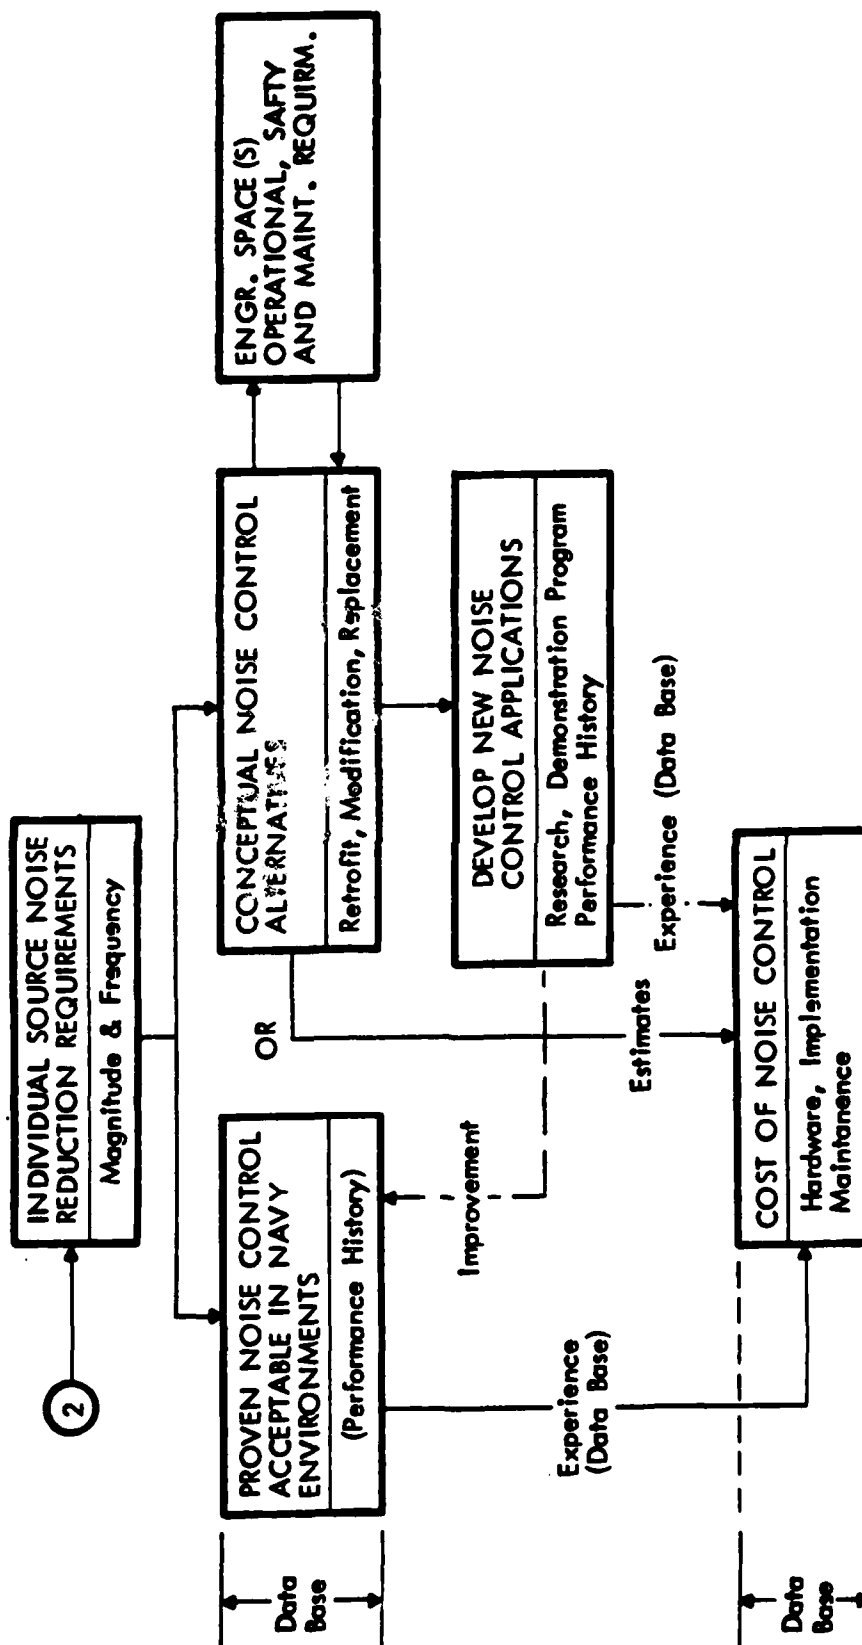 2
INDIVIDUAL SOURCE NOISE
REDUCTION REQUIREMENTS
Magnitude & Frequency
PROVEN NOISE CONTROL
ACCEPTABLE IN NAVY
ENVIRONMENTS
(Performance History)
OR
CONCEPTUAL NOISE CONTROL
ALTERNATIVES
Retrofit, Modification, Replacement
ENGR. SPACE (S)
OPERATIONAL, SAFTY
AND MAINT. REQUIRM.
Data
Base
Improvement
DEVELOP NEW NOISE
CONTROL APPLICATIONS
Research, Demonstration Program
Performance History
Experience
(Data Base)
Estimates
Experience (Data Base)
COST OF NOISE CONTROL
Hardware, Implementation
Maintanence
Data
Base